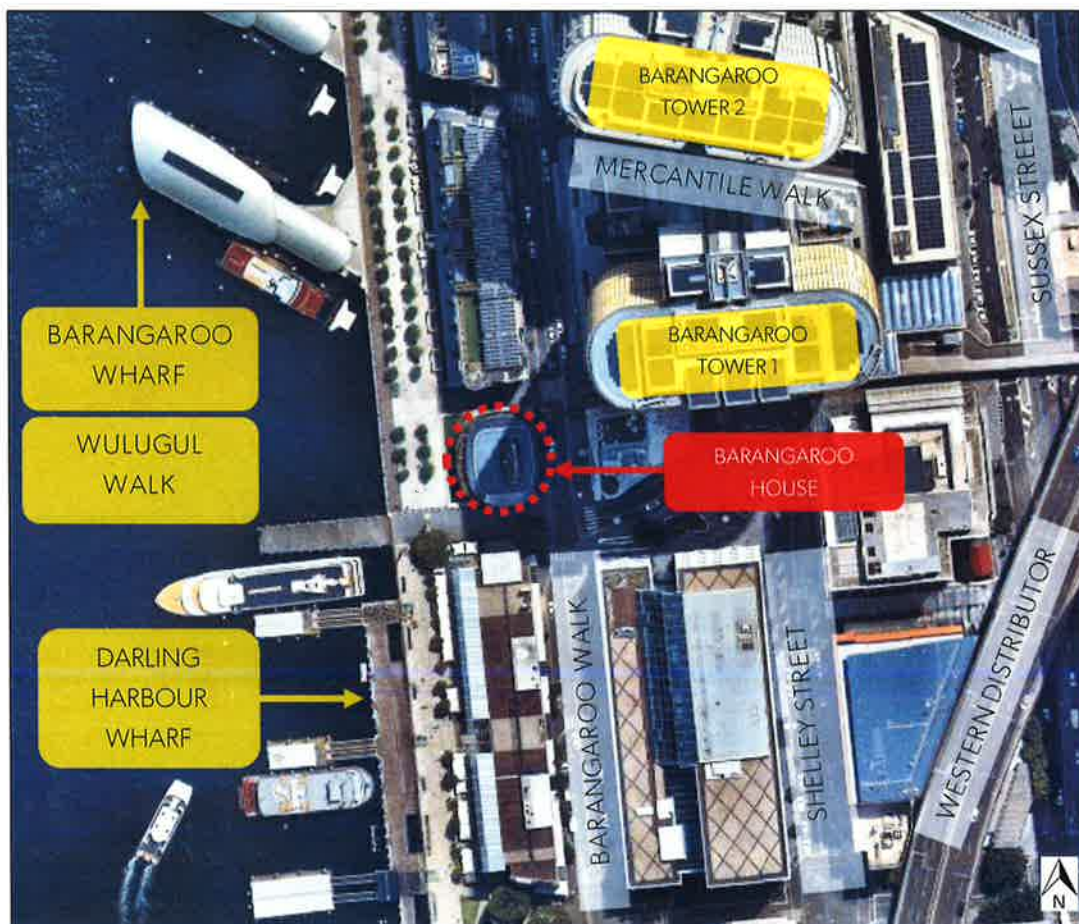 BARANGAROO
TOWER 2
MERCANTILE WALK
SUSSEX STREEET
BARANGAROO
WHARF
BARANGAROO
TOWER 1
WULUGUL
WALK
BARANGAROO
HOUSE
DARLING
HARBOUR
WHARF
BARANGAROO WALK
SHELLEY STREET
WESTERN DISTRIBUTOR
N